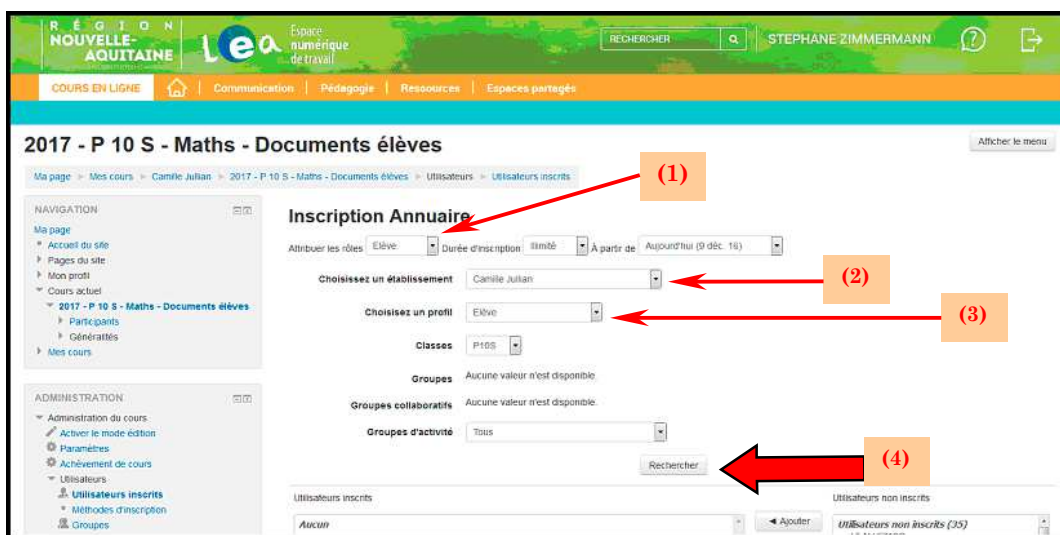 RÉGION
NOUVELLE-
AQUITAINE
Lea
Espace
numérique
de travail
RECHERCHER
STEPHANE ZIMMERMANN
COURS EN LIGNE | Communication | Pédagogie | Ressources | Espaces partagés
2017 - P 10 S - Maths - Documents élèves
Afficher le menu
Ma page Mes cours Camille Jullian 2017 - P 10 S - Maths - Documents élèves Utilisateurs Utilisateurs inscrits
(1)
NAVIGATION
Ma page
Accueil du site
Pages du site
Mon profil
Cours actuel
2017 - P 10 S - Maths - Documents élèves
Participants
Généralités
Mes cours
Inscription Annuaire
Attribuer les rôles Elève Durée d'inscription Illimité À partir de Aujourd'hui (9 déc. 16)
Choisissez un établissement Camille Jullian
(2)
Choisisez un profil Elève
(3)
Classes P10S
Groupes Aucune valeur n'est disponible.
Groupes collaboratifs Aucune valeur n'est disponible.
Groupes d'activité Tous
Rechercher
(4)
ADMINISTRATION
Administration du cours
Activer le mode édition
Paramètres
Achèvement de cours
Utilisateurs
Utilisateurs inscrits
Méthodes d'inscription
Groupes
Utilisateurs inscrits
Utilisateurs non inscrits
Aucun
Ajouter
Utilisateurs non inscrits (35)